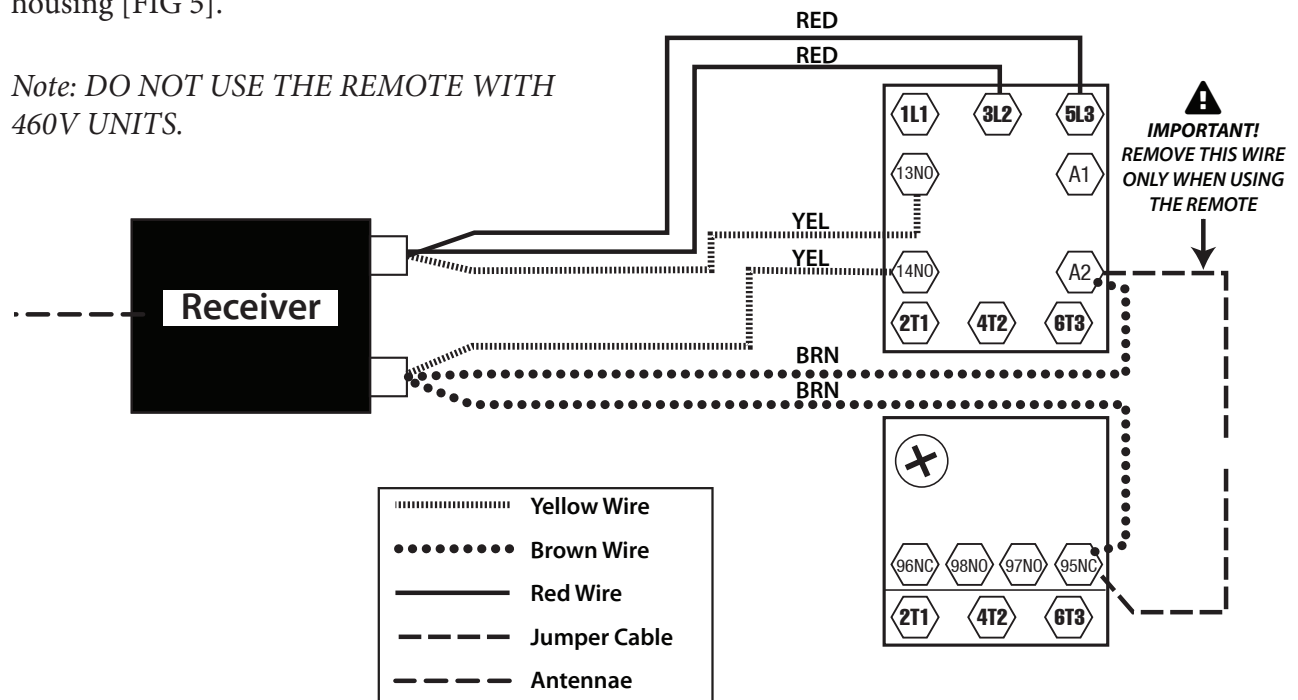 housing [FIG 5].
Note: DO NOT USE THE REMOTE WITH
460V UNITS.
RED
RED
1L1
3L2
5L3
IMPORTANT!
REMOVE THIS WIRE
ONLY WHEN USING
THE REMOTE
13NO
A1
YEL
YEL
14NO
A2
Receiver
2T1
4T2
6T3
BRN
BRN
96NC
98NO
97NO
95NC
2T1
4T2
6T3
Yellow Wire
Brown Wire
Red Wire
Jumper Cable
Antennae